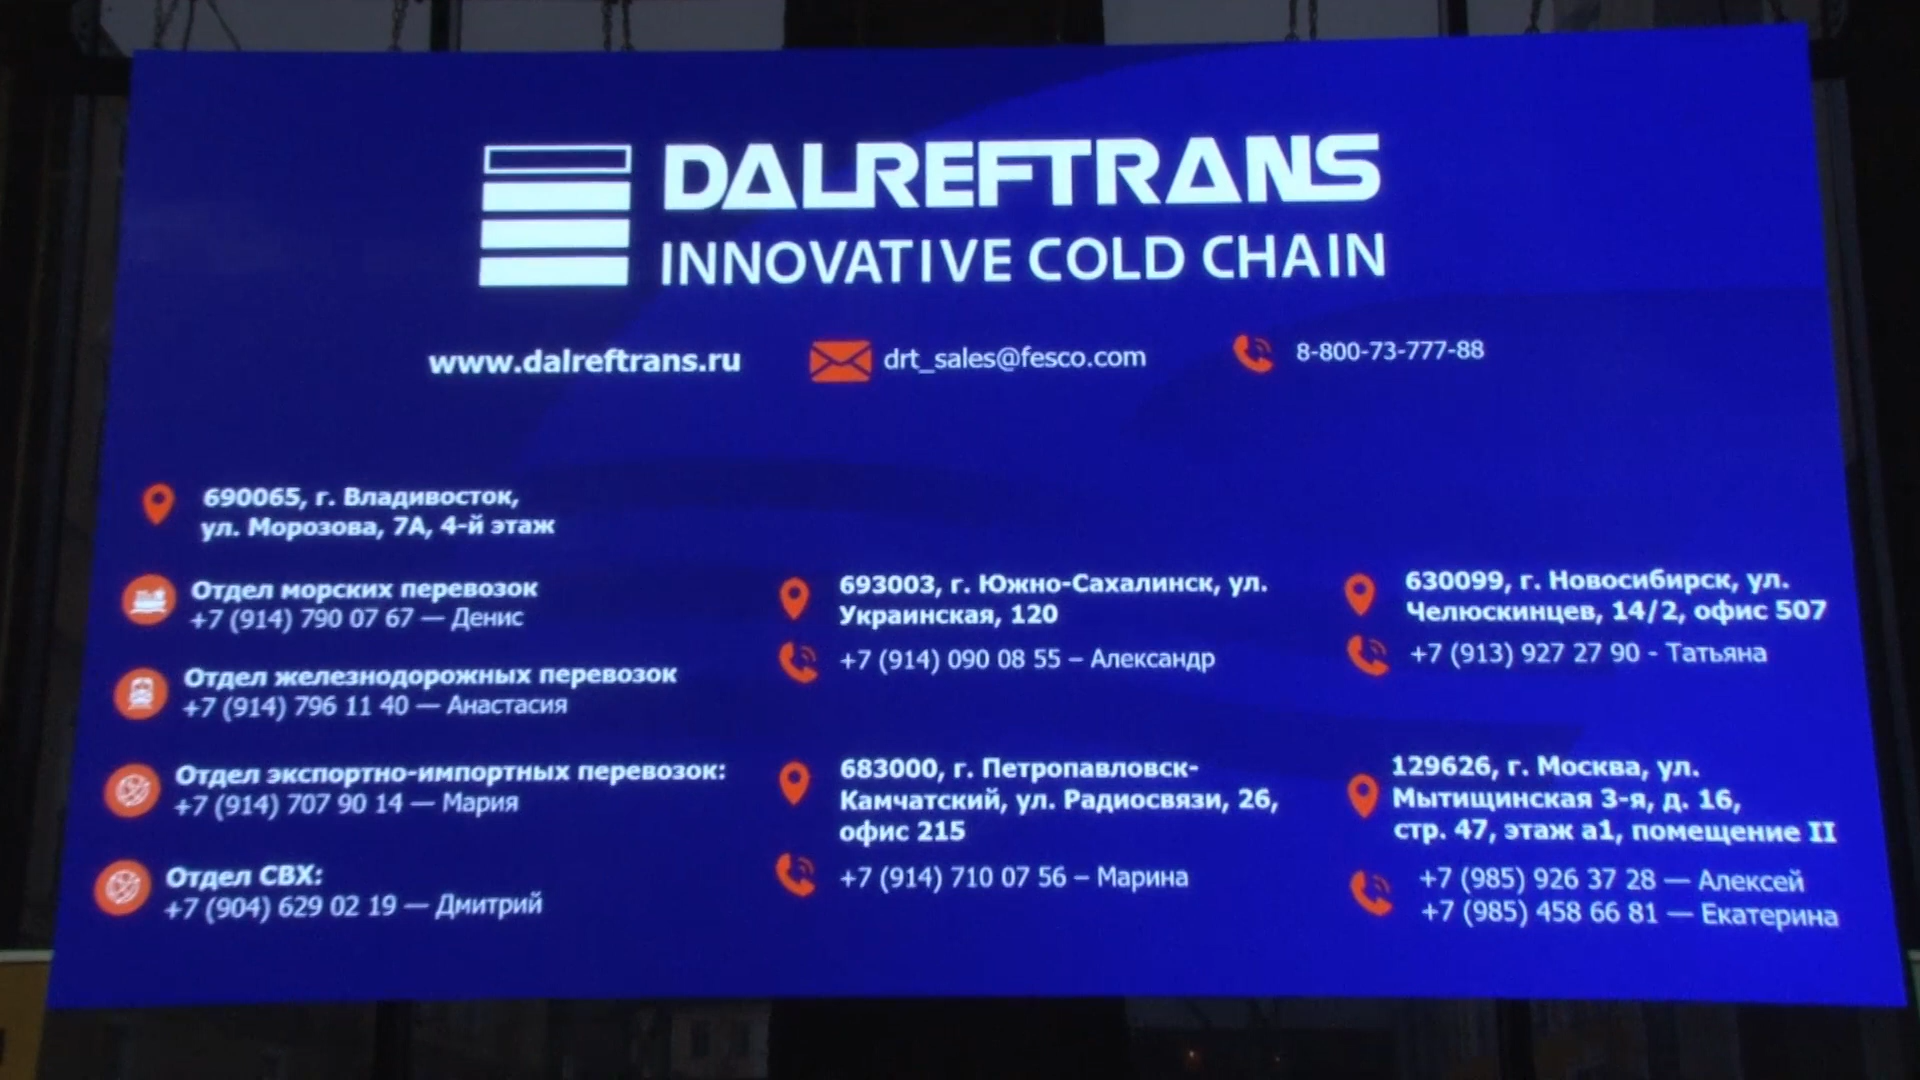 DALREFTRANS
INNOVATIVE COLD CHAIN
www.dalreftrans.ru
drt_sales@fesco.com
8-800-73-777-88
690065, г. Владивосток,
ул. Морозова, 7А, 4-й этаж
Отдел морских перевозок
+7 (914) 790 07 67 — Денис
Отдел железнодорожных перевозок
+7 (914) 796 11 40 — Анастасия
Отдел экспортно-импортных перевозок:
+7 (914) 707 90 14 — Мария
Отдел СВХ:
+7 (904) 629 02 19 — Дмитрий
693003, г. Южно-Сахалинск, ул.
Украинская, 120
+7 (914) 090 08 55 – Александр
683000, г. Петропавловск-
Камчатский, ул. Радиосвязи, 26,
офис 215
+7 (914) 710 07 56 – Марина
630099, г. Новосибирск, ул.
Челюскинцев, 14/2, офис 507
+7 (913) 927 27 90 - Татьяна
129626, г. Москва, ул.
Мытищинская 3-я, д. 16,
стр. 47, этаж а1, помещение II
+7 (985) 926 37 28 — Алексей
+7 (985) 458 66 81 — Екатерина